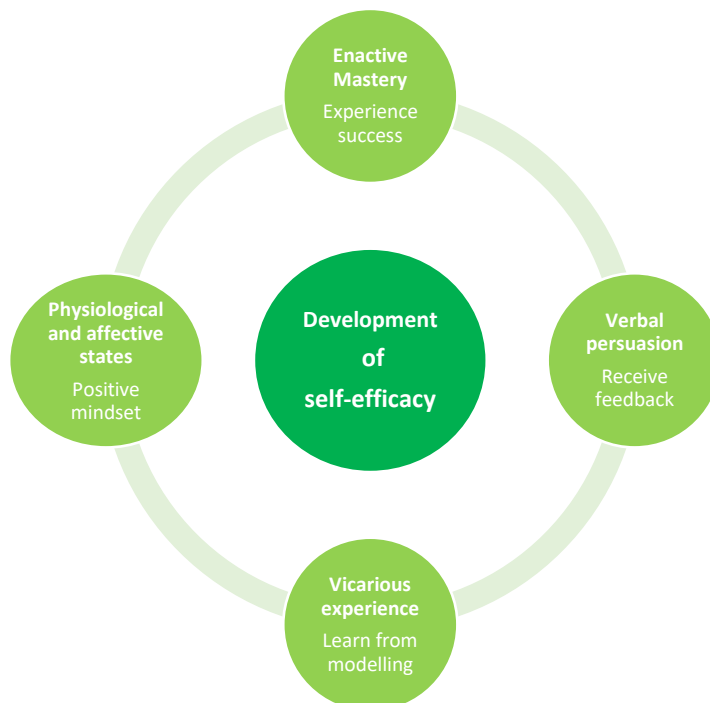 Enactive
Mastery
Experience
success
Physiological
and affective
states
Positive
mindset
Development
of
self-efficacy
Verbal
persuasion
Receive
feedback
Vicarious
experience
Learn from
modelling